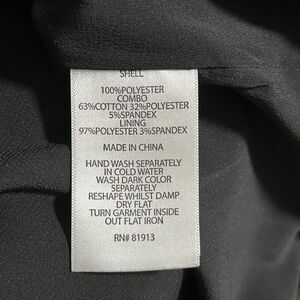 SHELL
100%POLYESTER
COMBO
63%COTTON 32%POLYESTER
5%SPANDEX
LINING
97%POLYESTER 3%SPANDEX
MADE IN CHINA
HAND WASH SEPARATELY
IN COLD WATER
WASH DARK COLOR
SEPARATELY
RESHAPE WHILST DAMP
DRY FLAT
TURN GARMENT INSIDE
OUT FLAT IRON
RN# 81913